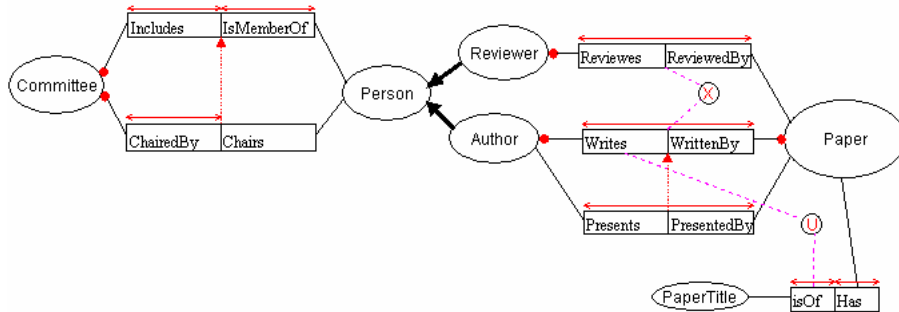 Includes IsMemberOf
Reviewer
Reviewes ReviewedBy
Committee
Person
X
ChairedBy Chairs
Author
Writes WrittenBy
Paper
Presents PresentedBy
U
PaperTitle
isOf Has